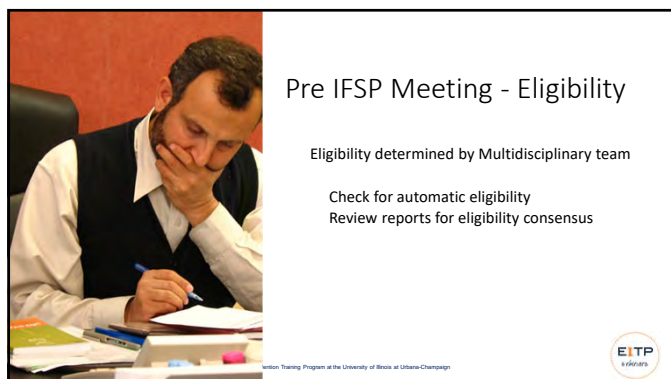 Pre IFSP Meeting - Eligibility
Eligibility determined by Multidisciplinary team
Check for automatic eligibility
Review reports for eligibility consensus
ention Training Program at the University of Illinois at Urbana-Champaign
EITP